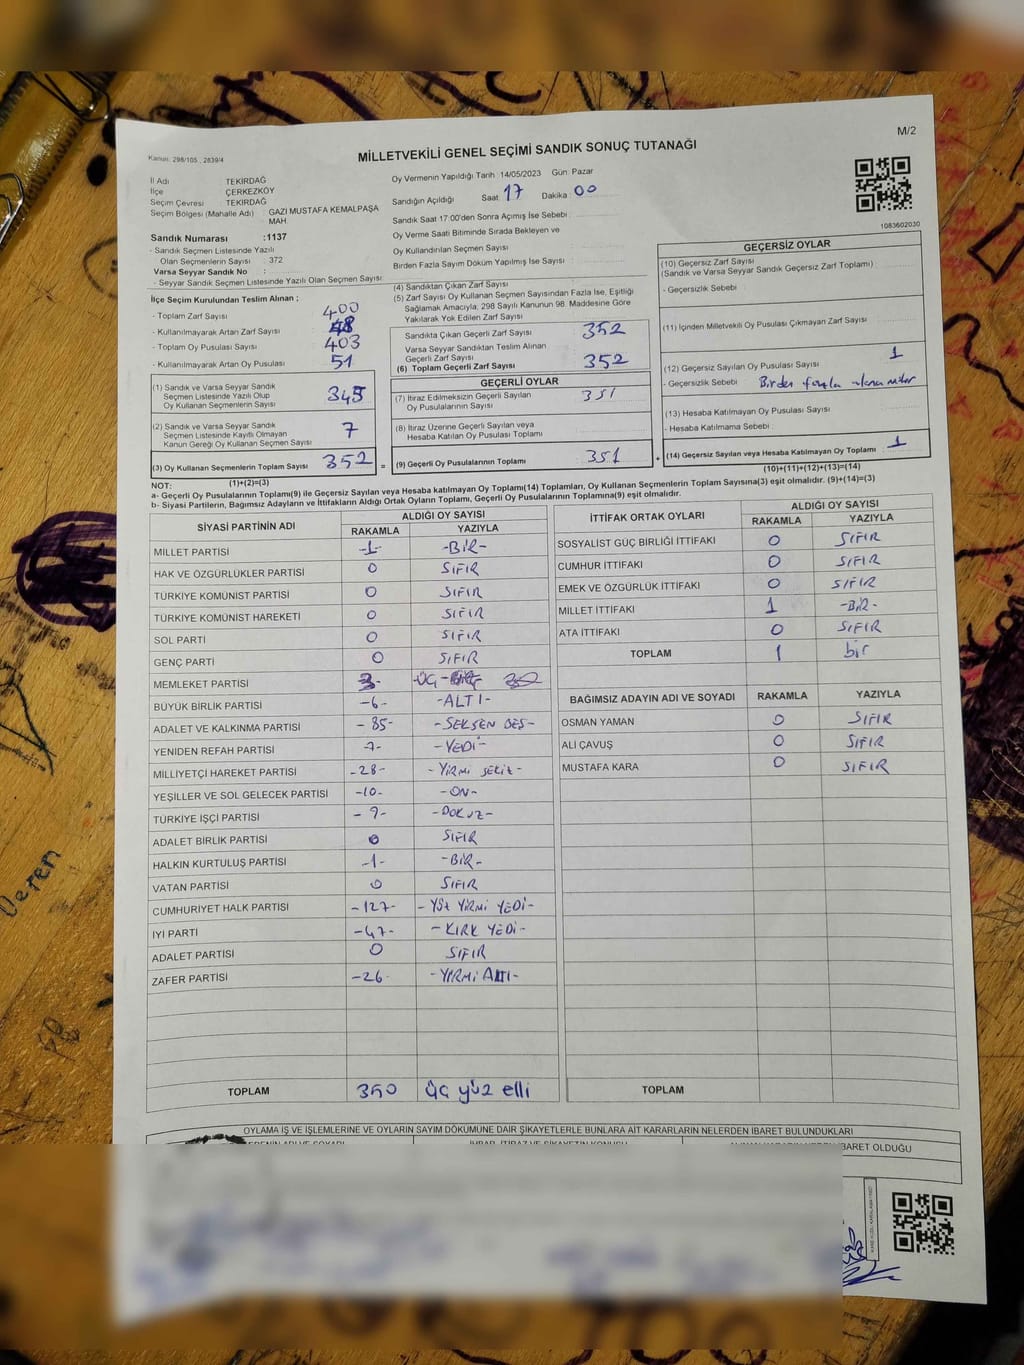 M/2
Kanun: 298/105, 2839/4
MİLLETVEKİLİ GENEL SEÇİMİ SANDIK SONUÇ TUTANAĞI
İl Adı TEKİRDAĞ
İlçe ÇERKEZKÖY
Seçim Çevresi TEKİRDAĞ
Seçim Bölgesi (Mahalle Adı) : GAZI MUSTAFA KEMALPAŞA MAH.
Sandık Numarası :1137
- Sandık Seçmen Listesinde Yazılı
Olan Seçmenlerin Sayısı : 372
Varsa Seyyar Sandık No :
- Seyyar Sandık Seçmen Listesinde Yazılı Olan Seçmen Sayısı:
Oy Vermenin Yapıldığı Tarih :14/05/2023 Gün: Pazar
Sandığın Açıldığı Saat: 17 Dakika: 00
Sandık Saat 17:00'den Sonra Açımış İse Sebebi :
Oy Verme Saati Bitiminde Sırada Bekleyen ve
Oy Kullandırılan Seçmen Sayısı :
Birden Fazla Sayım Döküm Yapılmış İse Sayısı :
1083602030
İlçe Seçim Kurulundan Teslim Alınan ;
- Toplam Zarf Sayısı : 400
- Kullanılmayarak Artan Zarf Sayısı : 48
- Toplam Oy Pusulası Sayısı : 403
- Kullanılmayarak Artan Oy Pusulası : 51
(1) Sandık ve Varsa Seyyar Sandık
Seçmen Listesinde Yazılı Olup
Oy Kullanan Seçmenlerin Sayısı 345
(2) Sandık ve Varsa Seyyar Sandık
Seçmen Listesinde Kayıtlı Olmayan
Kanun Gereği Oy Kullanan Seçmen Sayısı 7
(3) Oy Kullanan Seçmenlerin Toplam Sayısı 352 =
(1)+(2)=(3)
(4) Sandıktan Çıkan Zarf Sayısı :
(5) Zarf Sayısı Oy Kullanan Seçmen Sayısından Fazla İse, Eşitliği
Sağlamak Amacıyla, 298 Sayılı Kanunun 98. Maddesine Göre
Yakılarak Yok Edilen Zarf Sayısı :
Sandıkta Çıkan Geçerli Zarf Sayısı : 352
Varsa Seyyar Sandıktan Teslim Alınan
Geçerli Zarf Sayısı :
(6) Toplam Geçerli Zarf Sayısı : 352
GEÇERLİ OYLAR
(7) İtiraz Edilmeksizin Geçerli Sayılan
Oy Pusulalarının Sayısı : 351
(8) İtiraz Üzerine Geçerli Sayılan veya
Hesaba Katılan Oy Pusulası Toplamı :
(9) Geçerli Oy Pusulalarının Toplamı : 351 +
GEÇERSİZ OYLAR
(10) Geçersiz Zarf Sayısı
(Sandık ve Varsa Seyyar Sandık Geçersiz Zarf Toplamı) :
- Geçersizlik Sebebi :
(11) İçinden Milletvekili Oy Pusulası Çıkmayan Zarf Sayısı :
(12) Geçersiz Sayılan Oy Pusulası Sayısı : 1
- Geçersizlik Sebebi : Birden fazla
(13) Hesaba Katılmayan Oy Pusulası Sayısı :
- Hesaba Katılmama Sebebi :
(14) Geçersiz Sayılan veya Hesaba Katılmayan Oy Toplamı : 1
(10)+(11)+(12)+(13)=(14)
NOT:
a- Geçerli Oy Pusulalarının Toplamı(9) ile Geçersiz Sayılan veya Hesaba katılmayan Oy Toplam(14) Toplamları, Oy Kullanan Seçmenlerin Toplam Sayısına(3) eşit olmalıdır. (9)+(14)=(3)
b- Siyasi Partilerin, Bağımsız Adayların ve İttifakların Aldığı Ortak Oyların Toplamı, Geçerli Oy Pusulalarının Toplamına(9) eşit olmalıdır.
SİYASİ PARTİNİN ADI ALDIĞI OY SAYISI
RAKAMLA YAZIYLA
MİLLET PARTİSİ -1- -BİR-
HAK VE ÖZGÜRLÜKLER PARTİSİ 0 SIFIR
TÜRKİYE KOMÜNİST PARTİSİ 0 SIFIR
TÜRKİYE KOMÜNİST HAREKETİ 0 SIFIR
SOL PARTİ 0 SIFIR
GENÇ PARTİ 0 SIFIR
MEMLEKET PARTİSİ 3- ÜÇ-
BÜYÜK BİRLİK PARTİSİ -6- -ALTI-
ADALET VE KALKINMA PARTİSİ -85- -SEKSEN BEŞ-
YENİDEN REFAH PARTİSİ -7- -YEDİ-
MİLLİYETÇİ HAREKET PARTİSİ -28- -YİRMİ SEKİZ-
YEŞİLLER VE SOL GELECEK PARTİSİ -10- -ON-
TÜRKİYE İŞÇİ PARTİSİ -9- -DOKUZ-
ADALET BİRLİK PARTİSİ 0 SIFIR
HALKIN KURTULUŞ PARTİSİ -1- -BİR-
VATAN PARTİSİ 0 SIFIR
CUMHURİYET HALK PARTİSİ -127- -YÜZ YİRMİ YEDİ-
İYİ PARTİ -47- -KIRK YEDİ-
ADALET PARTİSİ 0 SIFIR
ZAFER PARTİSİ -26- -YİRMİ ALTI-
TOPLAM 350 üç yüz elli
İTTİFAK ORTAK OYLARI ALDIĞI OY SAYISI
RAKAMLA YAZIYLA
SOSYALİST GÜÇ BİRLİĞİ İTTİFAKI 0 SIFIR
CUMHUR İTTİFAKI 0 SIFIR
EMEK VE ÖZGÜRLÜK İTTİFAKI 0 SIFIR
MİLLET İTTİFAKI 1 -BİR-
ATA İTTİFAKI 0 SIFIR
TOPLAM 1 bir
BAĞIMSIZ ADAYIN ADI VE SOYADI RAKAMLA YAZIYLA
OSMAN YAMAN 0 SIFIR
ALİ ÇAVUŞ 0 SIFIR
MUSTAFA KARA 0 SIFIR
TOPLAM
OYLAMA İŞ VE İŞLEMLERİNE VE OYLARIN SAYIM DÖKÜMÜNE DAİR ŞİKAYETLERLE BUNLARA AİT KARARLARIN NELERDEN İBARET BULUNDUKLARI
İBARET OLDUĞU
Deren